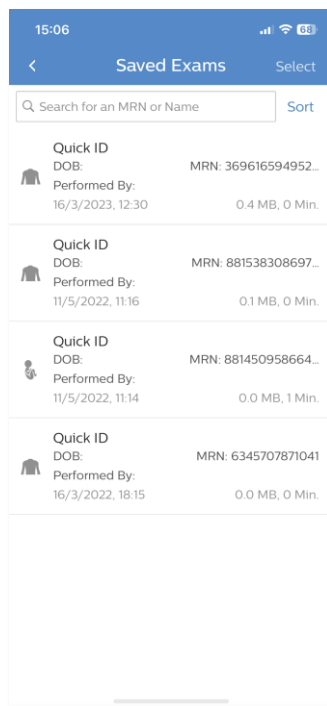 15:06
68
Saved Exams
Select
Search for an MRN or Name
Sort
Quick ID
DOB:
MRN: 369616594952...
Performed By:
16/3/2023, 12:30
0.4 MB, 0 Min.
Quick ID
DOB:
MRN: 881538308697...
Performed By:
11/5/2022, 11:16
0.1 MB, 0 Min.
Quick ID
DOB:
MRN: 881450958664...
Performed By:
11/5/2022, 11:14
0.0 MB, 1 Min.
Quick ID
DOB:
MRN: 6345707871041
Performed By:
16/3/2022, 18:15
0.0 MB, 0 Min.